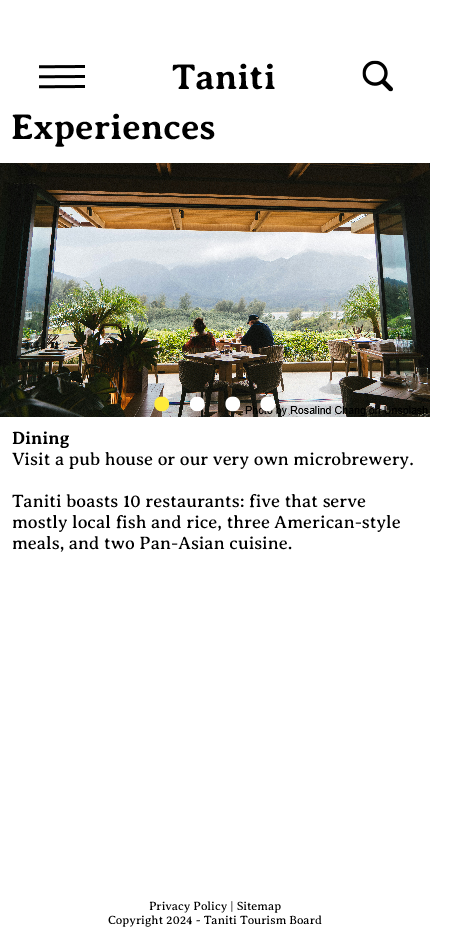 Taniti
Experiences
Photo by Rosalind Chang on Unsplash
Dining
Visit a pub house or our very own microbrewery.
Taniti boasts 10 restaurants: five that serve
mostly local fish and rice, three American-style
meals, and two Pan-Asian cuisine.
Privacy Policy | Sitemap
Copyright 2024 - Taniti Tourism Board